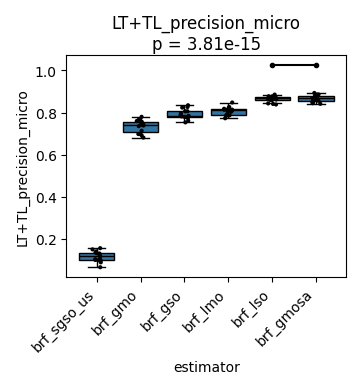 LT+TL_precision_micro
p = 3.81e-15
LT+TL_precision_micro
1.0
0.8
0.6
0.4
0.2
brf_sgso_us
brf_gmo
brf_gso
brf_lmo
brf_lso
brf_gmosa
estimator